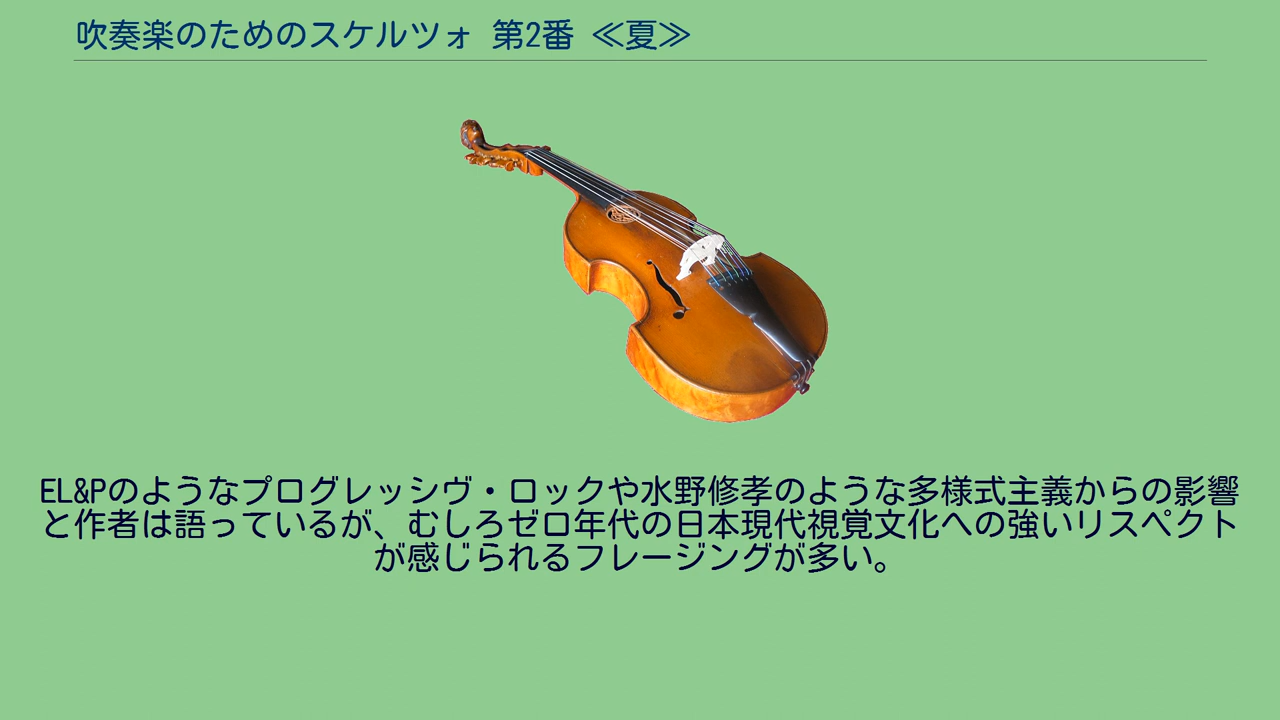 吹奏楽のためのスケルツォ 第2番 ≪夏≫
EL&Pのようなプログレッシヴ・ロックや水野修孝のような多様式主義からの影響
と作者は語っているが、むしろゼロ年代の日本現代視覚文化への強いリスペクト
が感じられるフレージングが多い。